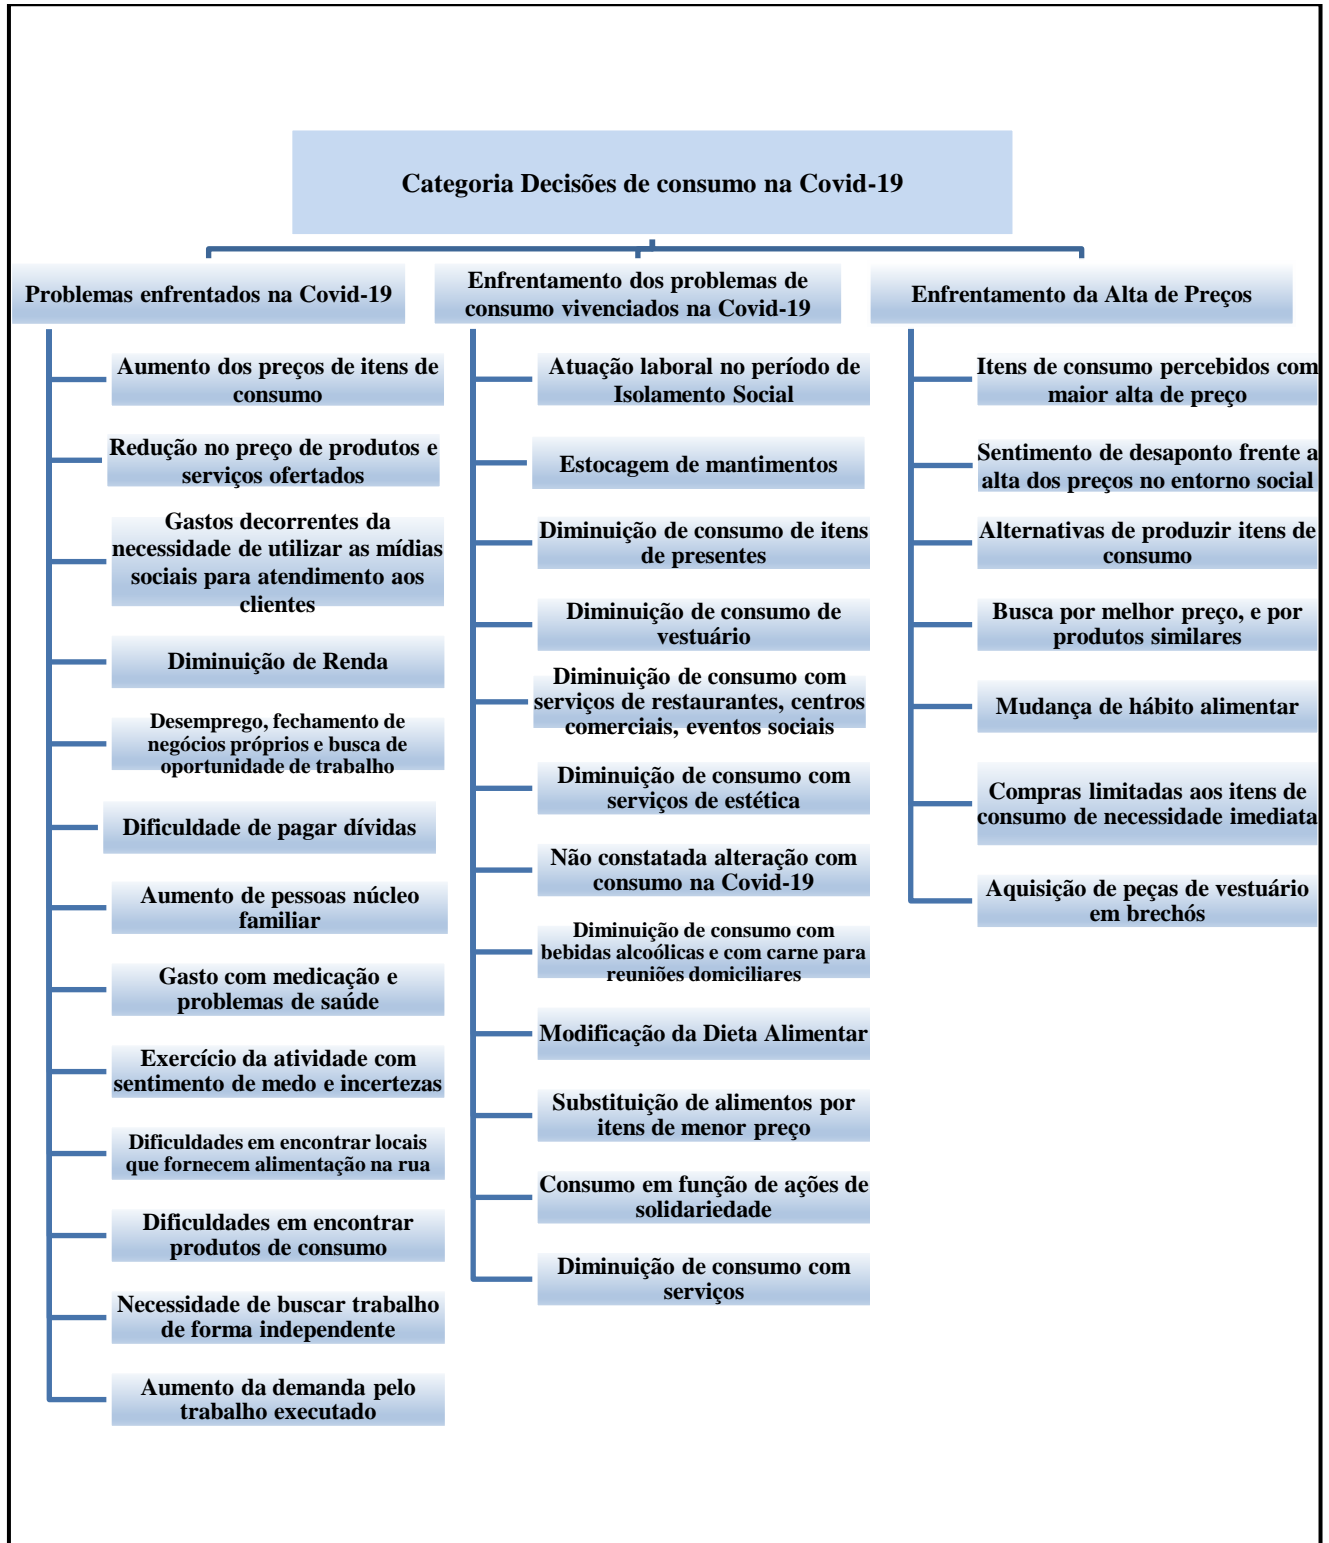 Categoria Decisões de consumo na Covid-19
Problemas enfrentados na Covid-19
Aumento dos preços de itens de
consumo
Redução no preço de produtos e
serviços ofertados
Gastos decorrentes da
necessidade de utilizar as mídias
sociais para atendimento aos
clientes
Diminuição de Renda
Desemprego, fechamento de
negócios próprios e busca de
oportunidade de trabalho
Dificuldade de pagar dívidas
Aumento de pessoas núcleo
familiar
Gasto com medicação e
problemas de saúde
Exercício da atividade com
sentimento de medo e incertezas
Dificuldades em encontrar locais
que fornecem alimentação na rua
Dificuldades em encontrar
produtos de consumo
Necessidade de buscar trabalho
de forma independente
Aumento da demanda pelo
trabalho executado
Enfrentamento dos problemas de
consumo vivenciados na Covid-19
Atuação laboral no período de
Isolamento Social
Estocagem de mantimentos
Diminuição de consumo de itens
de presentes
Diminuição de consumo de
vestuário
Diminuição de consumo com
serviços de restaurantes, centros
comerciais, eventos sociais
Diminuição de consumo com
serviços de estética
Não constatada alteração com
consumo na Covid-19
Diminuição de consumo com
bebidas alcoólicas e com carne para
reuniões domiciliares
Modificação da Dieta Alimentar
Substituição de alimentos por
itens de menor preço
Consumo em função de ações de
solidariedade
Diminuição de consumo com
serviços
Enfrentamento da Alta de Preços
Itens de consumo percebidos com
maior alta de preço
Sentimento de desaponto frente a
alta dos preços no entorno social
Alternativas de produzir itens de
consumo
Busca por melhor preço, e por
produtos similares
Mudança de hábito alimentar
Compras limitadas aos itens de
consumo de necessidade imediata
Aquisição de peças de vestuário
em brechós